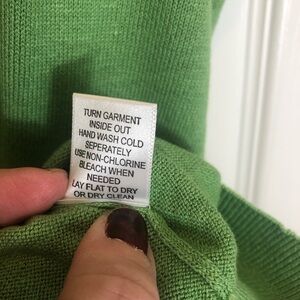 TURN GARMENT
INSIDE OUT
HAND WASH COLD
SEPERATELY
USE NON-CHLORINE
BLEACH WHEN
NEEDED
LAY FLAT TO DRY
OR DRY CLEAN